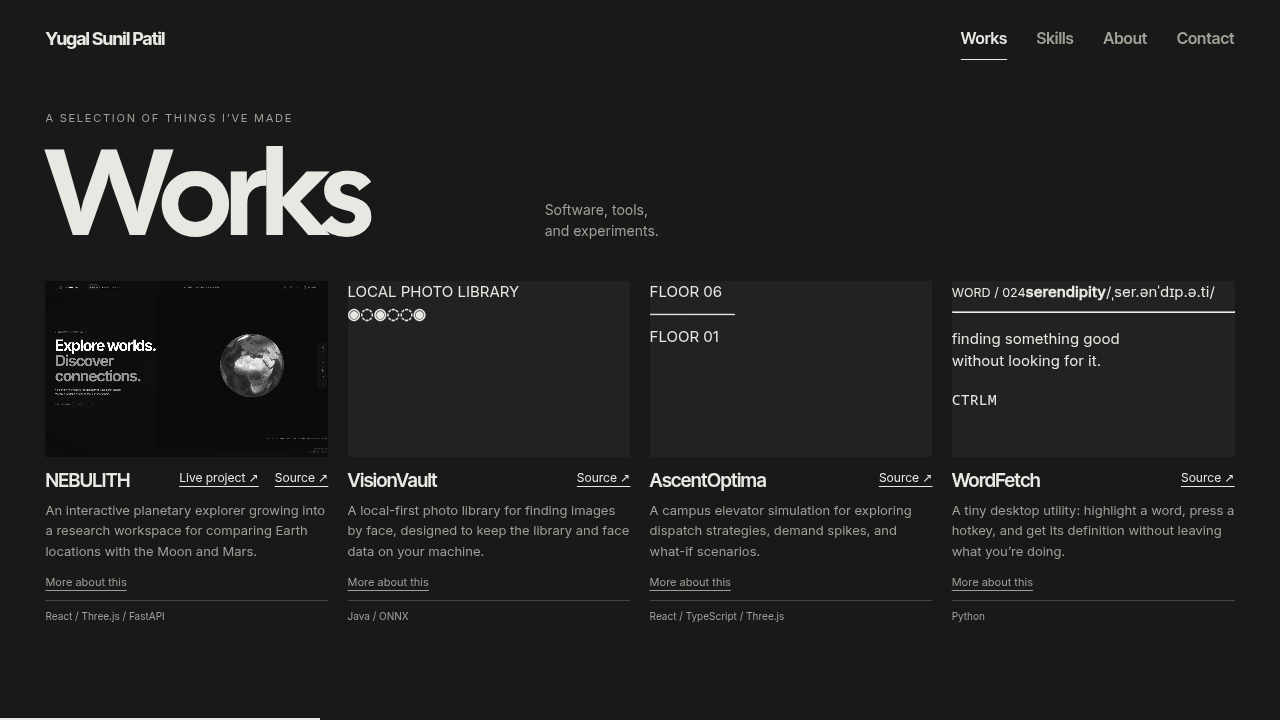 Yugal Sunil Patil
Works
Skills
About
Contact
A SELECTION OF THINGS I'VE MADE
Works
Software, tools,
and experiments.
Explore worlds.
Discover
connections.
LOCAL PHOTO LIBRARY
FLOOR 06
FLOOR 01
WORD / 024serendipity/ˌser.ənˈdɪp.ə.ti/
finding something good
without looking for it.
CTRLM
NEBULITH
Live project ↗
Source ↗
An interactive planetary explorer growing into
a research workspace for comparing Earth
locations with the Moon and Mars.
More about this
React / Three.js / FastAPI
VisionVault
Source ↗
A local-first photo library for finding images
by face, designed to keep the library and face
data on your machine.
More about this
Java / ONNX
AscentOptima
Source ↗
A campus elevator simulation for exploring
dispatch strategies, demand spikes, and
what-if scenarios.
More about this
React / TypeScript / Three.js
WordFetch
Source ↗
A tiny desktop utility: highlight a word, press a
hotkey, and get its definition without leaving
what you're doing.
More about this
Python